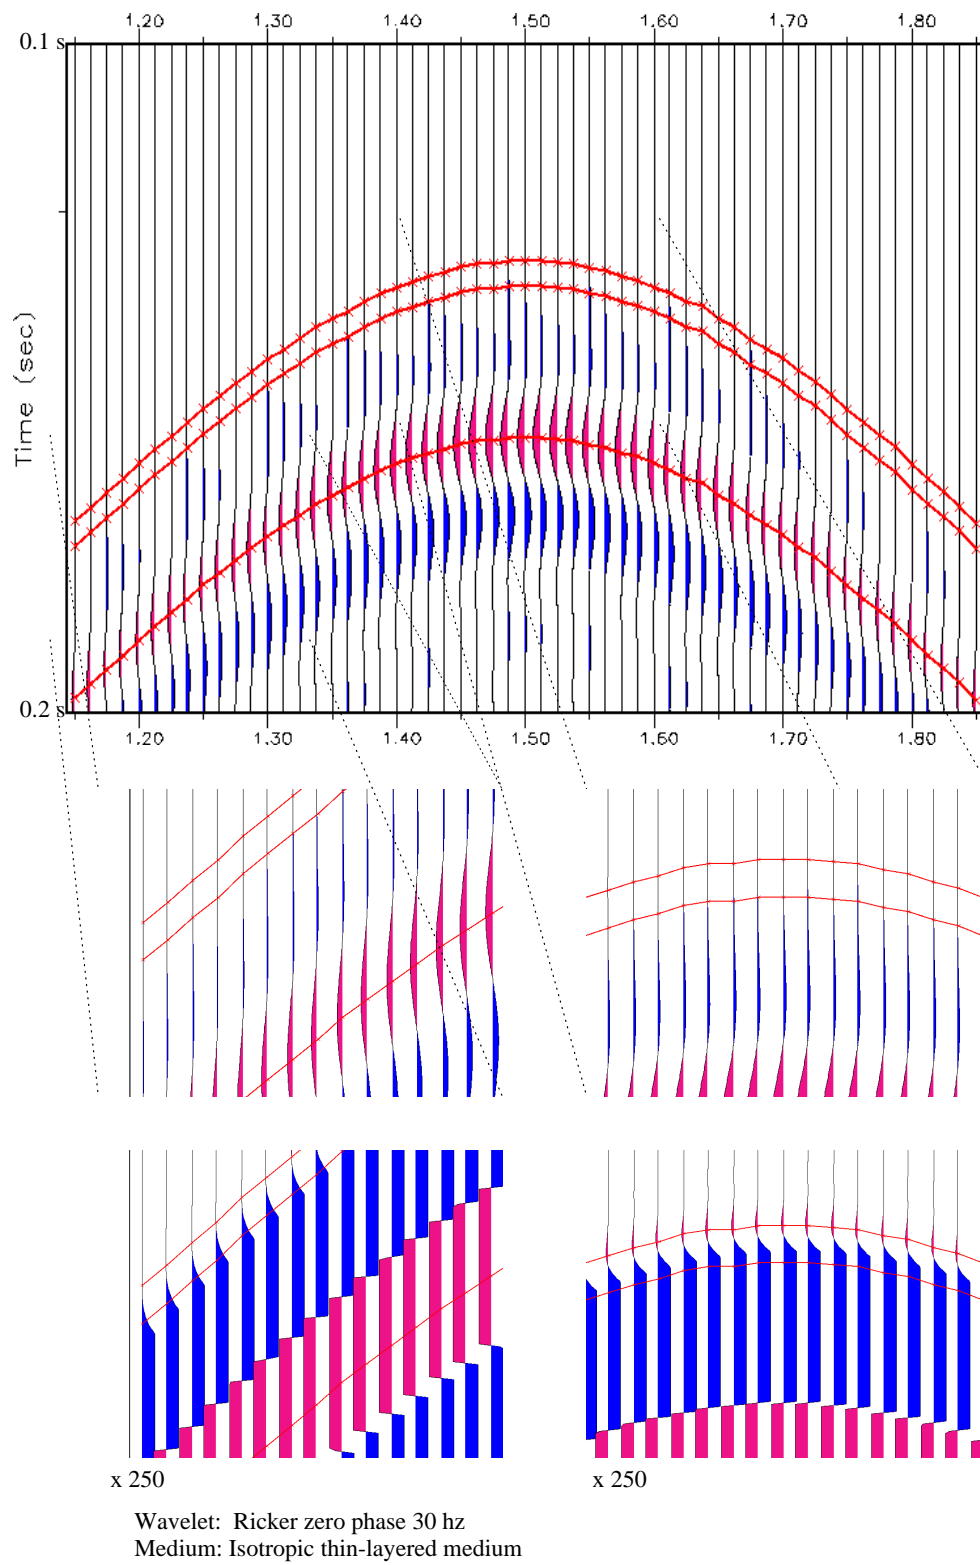 1.20 1.30 1.40 1.50 1.60 1.70 1.80
0.1 s
Time (sec)
0.2 s
1.20 1.30 1.40 1.50 1.60 1.70 1.80
x 250 x 250
Wavelet: Ricker zero phase 30 hz
Medium: Isotropic thin-layered medium